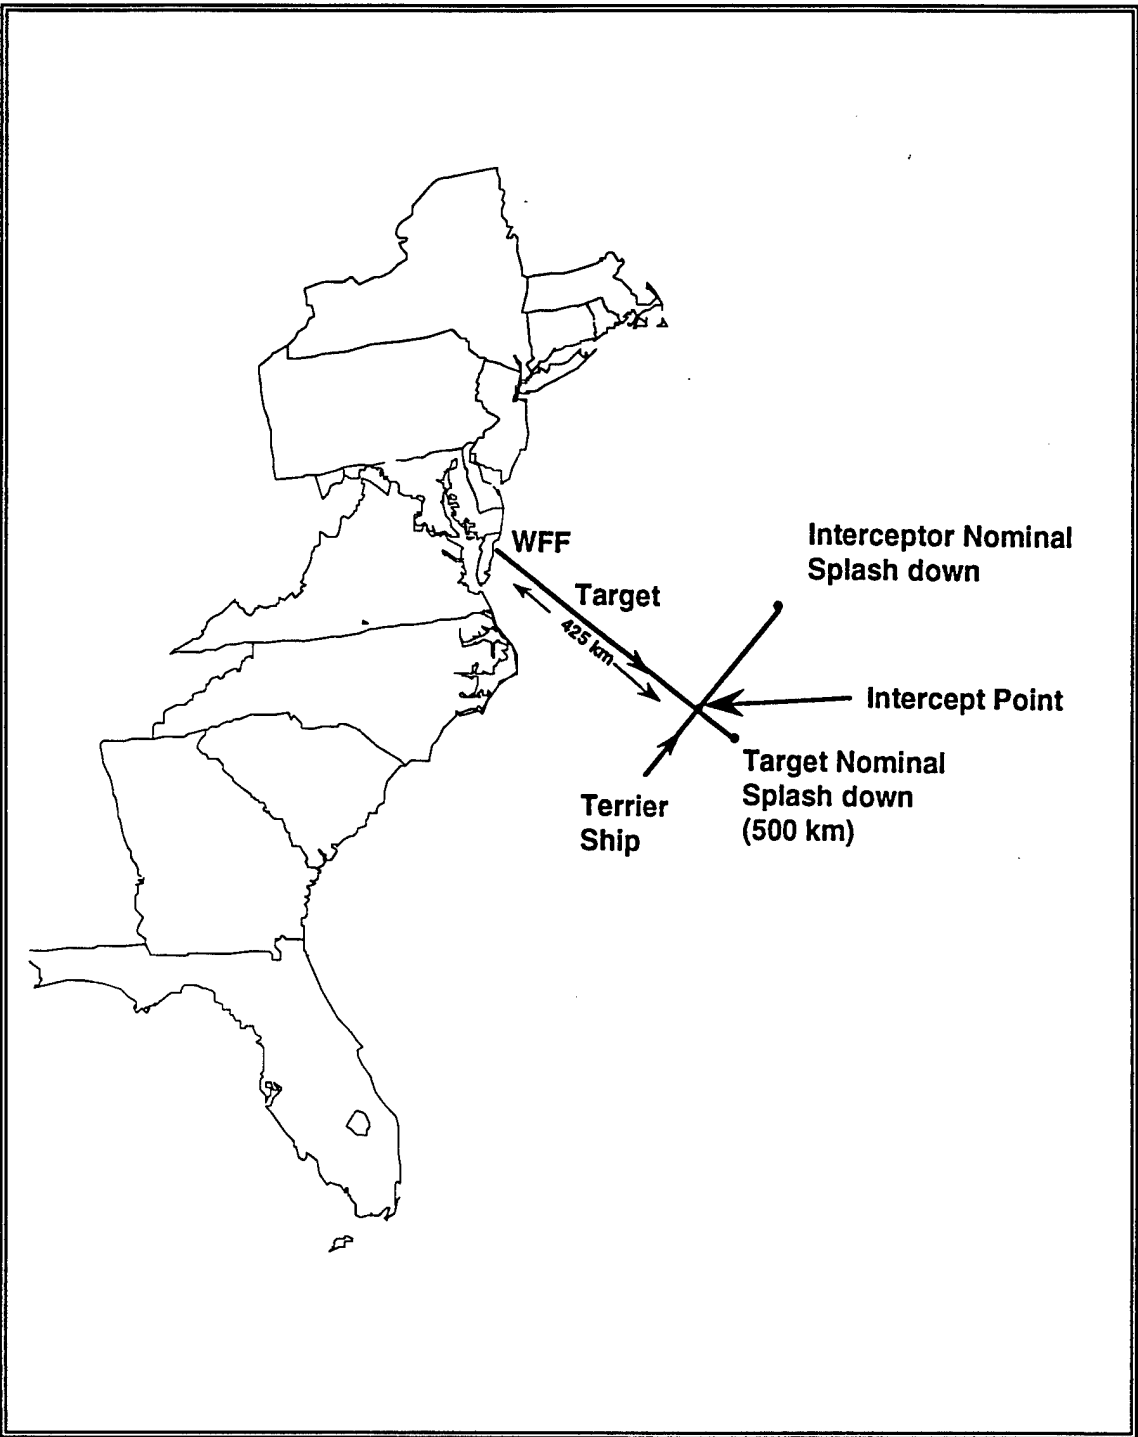 WFF
Interceptor Nominal
Splash down
Target
425 km
Intercept Point
Target Nominal
Splash down
(500 km)
Terrier
Ship